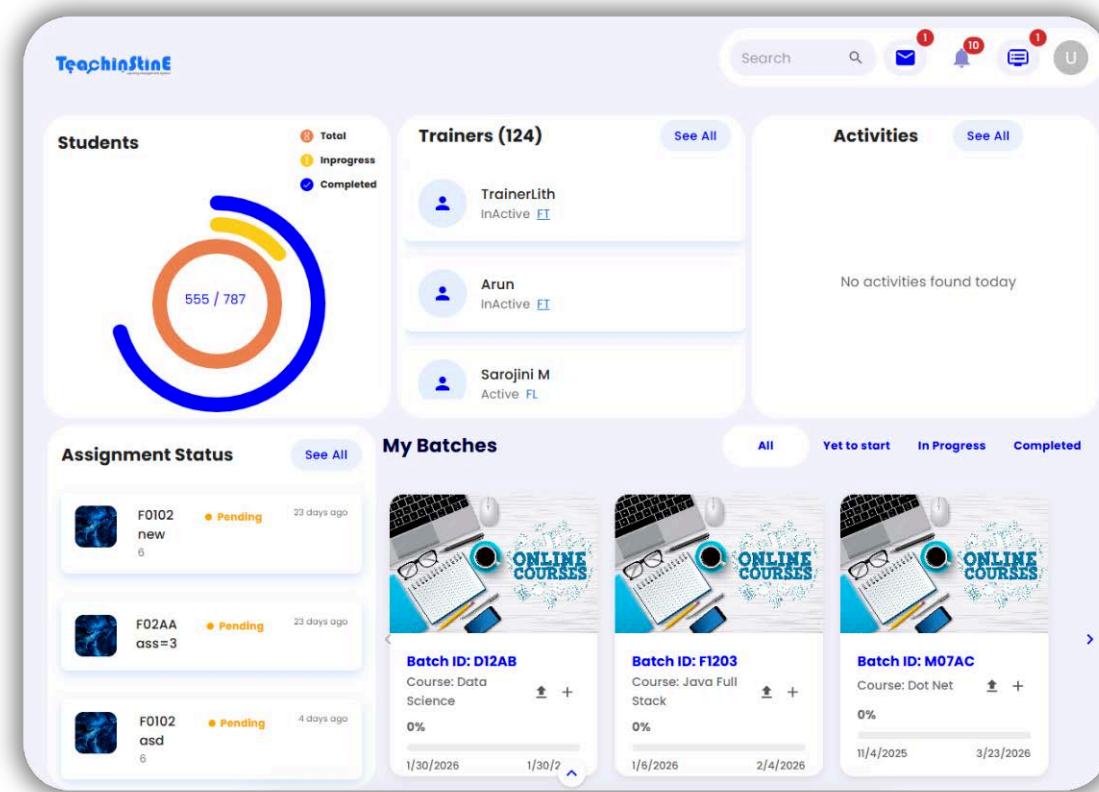 TeachinStinE
Search
1
10
1
U
Students
Total
Inprogress
Completed
555 / 787
Trainers (124)
See All
TrainerLith
InActive FT
Arun
InActive FT
Sarojini M
Active FL
Activities
See All
No activities found today
Assignment Status
See All
F0102
new
6
Pending
23 days ago
F02AA
ass=3
Pending
23 days ago
F0102
asd
6
Pending
4 days ago
My Batches
All
Yet to start
In Progress
Completed
ONLINE
COURSES
Batch ID: D12AB
Course: Data
Science
0%
1/30/2026
1/30/2
ONLINE
COURSES
Batch ID: F1203
Course: Java Full
Stack
0%
1/6/2026
2/4/2026
ONLINE
COURSES
Batch ID: M07AC
Course: Dot Net
0%
11/4/2025
3/23/2026